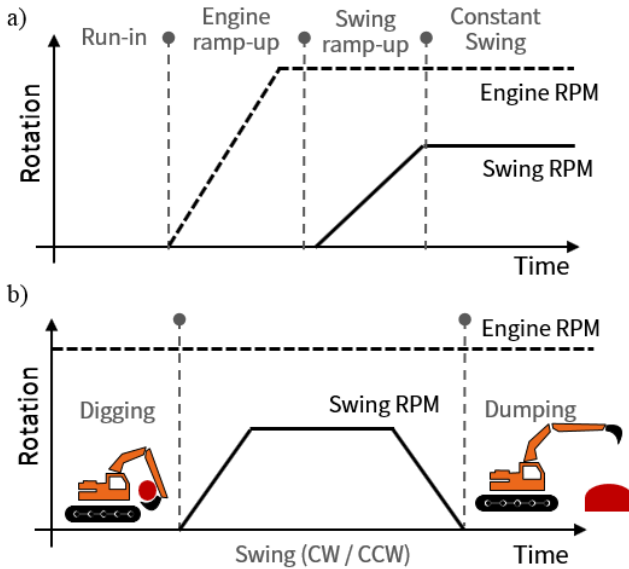 a)
Run-in
Engine
ramp-up
Swing
ramp-up
Constant
Swing
Rotation
Engine RPM
Swing RPM
Time
b)
Engine RPM
Digging
Swing RPM
Dumping
Rotation
Swing (CW / CCW)
Time